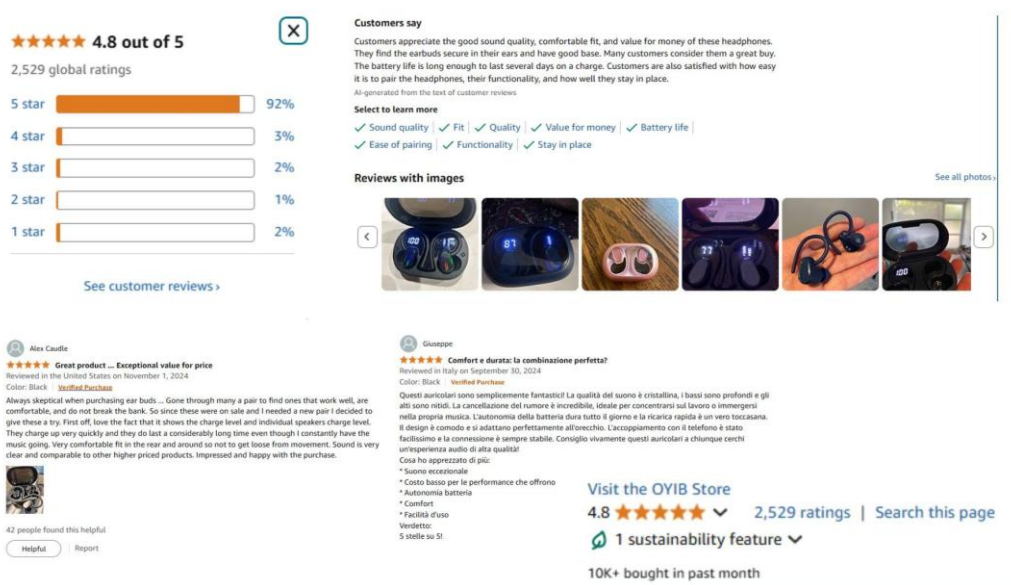 4.8 out of 5
2,529 global ratings
5 star 92%
4 star 3%
3 star 2%
2 star 1%
1 star 2%
See customer reviews ›
Customers say
Customers appreciate the good sound quality, comfortable fit, and value for money of these headphones.
They find the earbuds secure in their ears and have good base. Many customers consider them a great buy.
The battery life is long enough to last several days on a charge. Customers are also satisfied with how easy
it is to pair the headphones, their functionality, and how well they stay in place.
AI-generated from the text of customer reviews
Select to learn more
Sound quality | Fit | Quality | Value for money | Battery life |
Ease of pairing | Functionality | Stay in place
Reviews with images
See all photos ›
100
87
77
100
Alex Caudle
Great product ... Exceptional value for price
Reviewed in the United States on November 1, 2024
Color: Black | Verified Purchase
Always skeptical when purchasing ear buds ... Gone through many a pair to find ones that work well, are
comfortable, and do not break the bank. So since these were on sale and I needed a new pair I decided to
give these a try. First off, love the fact that it shows the charge level and individual speakers charge level.
They charge up very quickly and they do last a considerably long time even though I constantly have the
music going. Very comfortable fit in the rear and around so not to get loose from movement. Sound is very
clear and comparable to other higher priced products. Impressed and happy with the purchase.
42 people found this helpful
Helpful | Report
Giuseppe
Comfort e durata: la combinazione perfetta?
Reviewed in Italy on September 30, 2024
Color: Black | Verified Purchase
Questi auricolari sono semplicemente fantastici! La qualità del suono è cristallina, i bassi sono profondi e gli
alti sono nitidi. La cancellazione del rumore è incredibile, ideale per concentrarsi sul lavoro o immergersi
nella propria musica. L'autonomia della batteria dura tutto il giorno e la ricarica rapida è un vero toccasana.
Il design è comodo e si adattano perfettamente all'orecchio. L'accoppiamento con il telefono è stato
facilissimo e la connessione è sempre stabile. Consiglio vivamente questi auricolari a chiunque cerchi
un'esperienza audio di alta qualità!
Cosa ho apprezzato di più:
* Suono eccezionale
* Costo basso per le performance che offrono
* Autonomia batteria
* Comfort
* Facilità d'uso
Verdetto:
5 stelle su 5!
Visit the OYIB Store
4.8 2,529 ratings | Search this page
1 sustainability feature
10K+ bought in past month